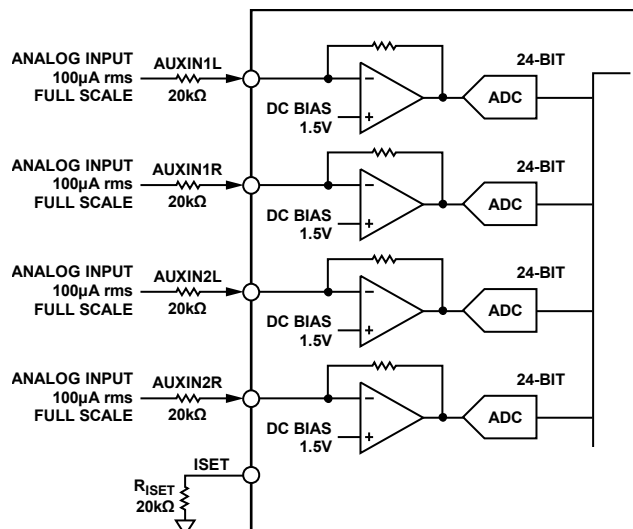 ANALOG INPUT
100µA rms
FULL SCALE
AUXIN1L
20kΩ
DC BIAS
1.5V
24-BIT
ADC
ANALOG INPUT
100µA rms
FULL SCALE
AUXIN1R
20kΩ
DC BIAS
1.5V
24-BIT
ADC
ANALOG INPUT
100µA rms
FULL SCALE
AUXIN2L
20kΩ
DC BIAS
1.5V
24-BIT
ADC
ANALOG INPUT
100µA rms
FULL SCALE
AUXIN2R
20kΩ
DC BIAS
1.5V
24-BIT
ADC
ISET
RISET
20kΩ